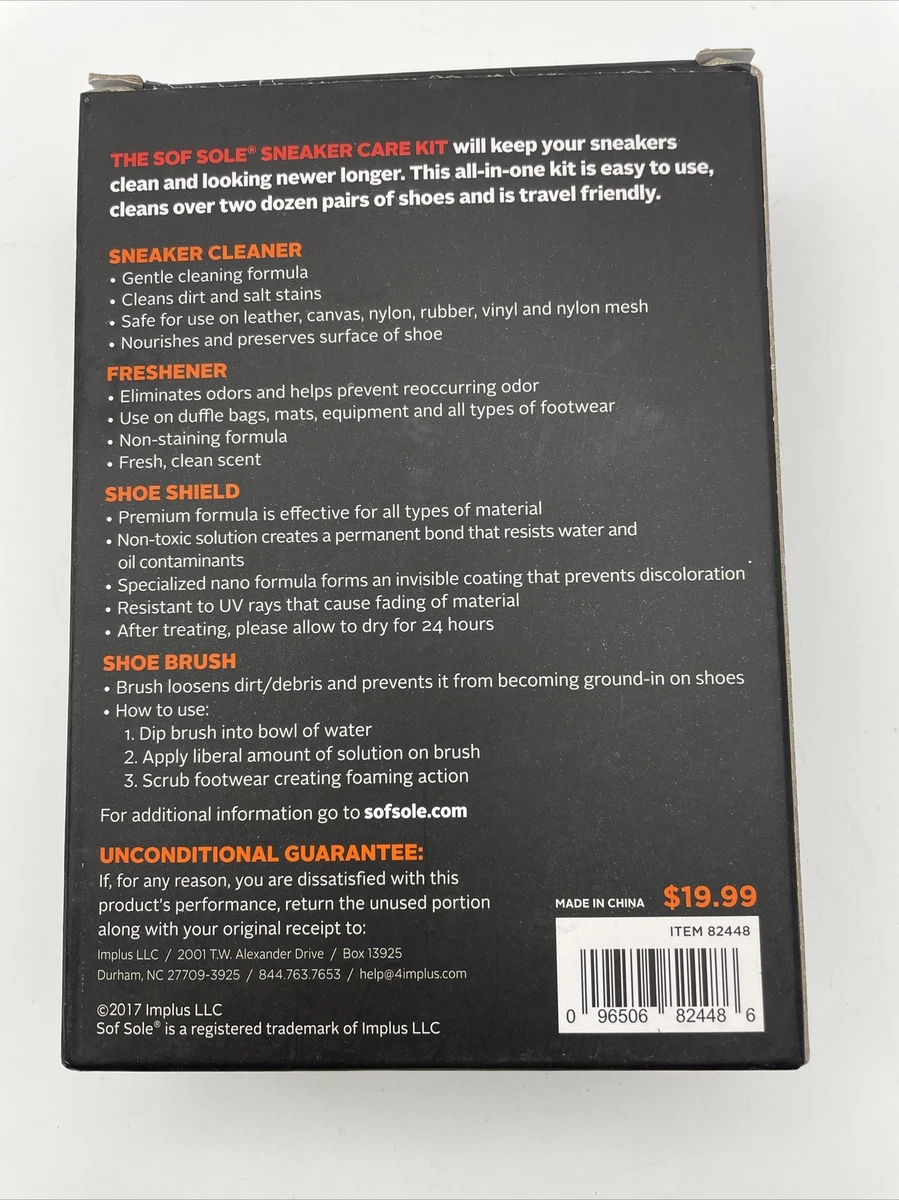 THE SOF SOLE® SNEAKER CARE KIT will keep your sneakers
clean and looking newer longer. This all-in-one kit is easy to use,
cleans over two dozen pairs of shoes and is travel friendly.
SNEAKER CLEANER
• Gentle cleaning formula
• Cleans dirt and salt stains
• Safe for use on leather, canvas, nylon, rubber, vinyl and nylon mesh
• Nourishes and preserves surface of shoe
FRESHENER
• Eliminates odors and helps prevent reoccurring odor
• Use on duffle bags, mats, equipment and all types of footwear
• Non-staining formula
• Fresh, clean scent
SHOE SHIELD
• Premium formula is effective for all types of material
• Non-toxic solution creates a permanent bond that resists water and
oil contaminants
• Specialized nano formula forms an invisible coating that prevents discoloration
• Resistant to UV rays that cause fading of material
• After treating, please allow to dry for 24 hours
SHOE BRUSH
• Brush loosens dirt/debris and prevents it from becoming ground-in on shoes
• How to use:
1. Dip brush into bowl of water
2. Apply liberal amount of solution on brush
3. Scrub footwear creating foaming action
For additional information go to sofsole.com
UNCONDITIONAL GUARANTEE:
If, for any reason, you are dissatisfied with this
product's performance, return the unused portion
along with your original receipt to:
Implus LLC / 2001 T.W. Alexander Drive / Box 13925
Durham, NC 27709-3925 / 844.763.7653 / help@4implus.com
©2017 Implus LLC
Sof Sole® is a registered trademark of Implus LLC
MADE IN CHINA $19.99
ITEM 82448
0 96506 82448 6